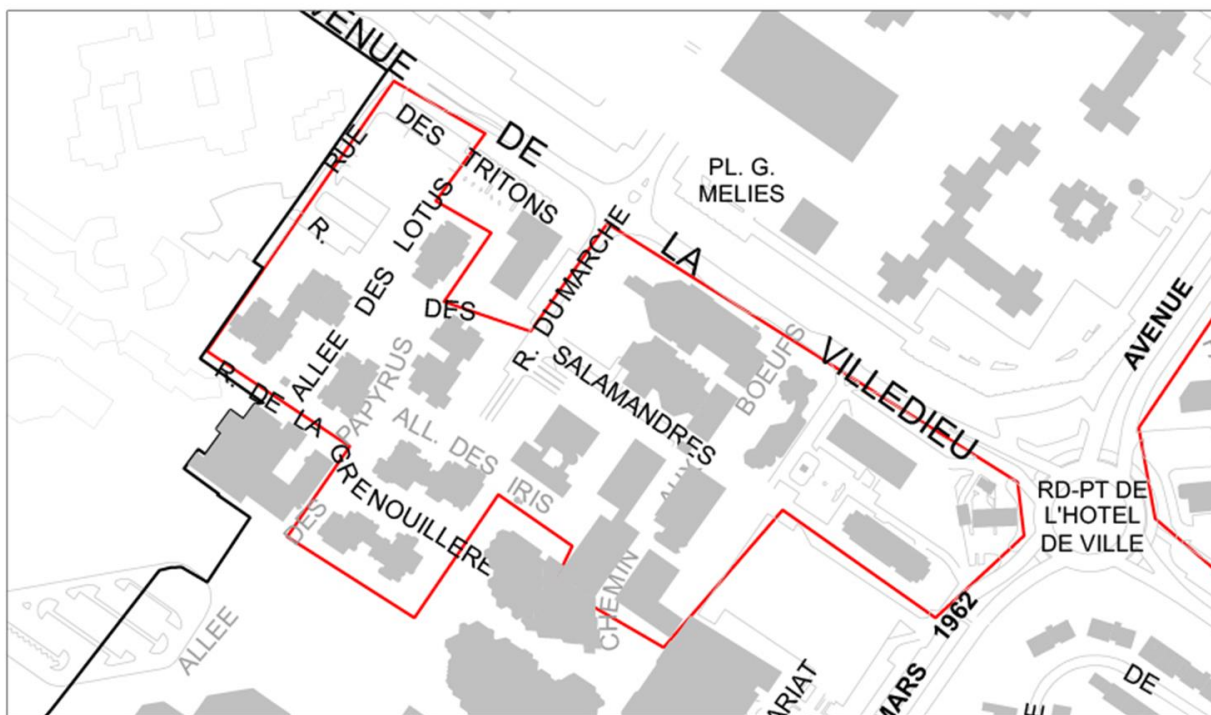 AVENUE
DE
LA
VILLEDIEU
RUE
DES
TRITONS
PL. G.
MELIES
R.
ALLEE DES LOTUS
DES
R. DU MARCHE
SALAMANDRES
BOEUFS
AVENUE
R. DE LA GRENOUILLERE
PAPYRUS
DES
ALL. DES
IRIS
AUX
CHEMIN
RD-PT DE
L'HOTEL
DE VILLE
1962
MARS
ALLEE
DE